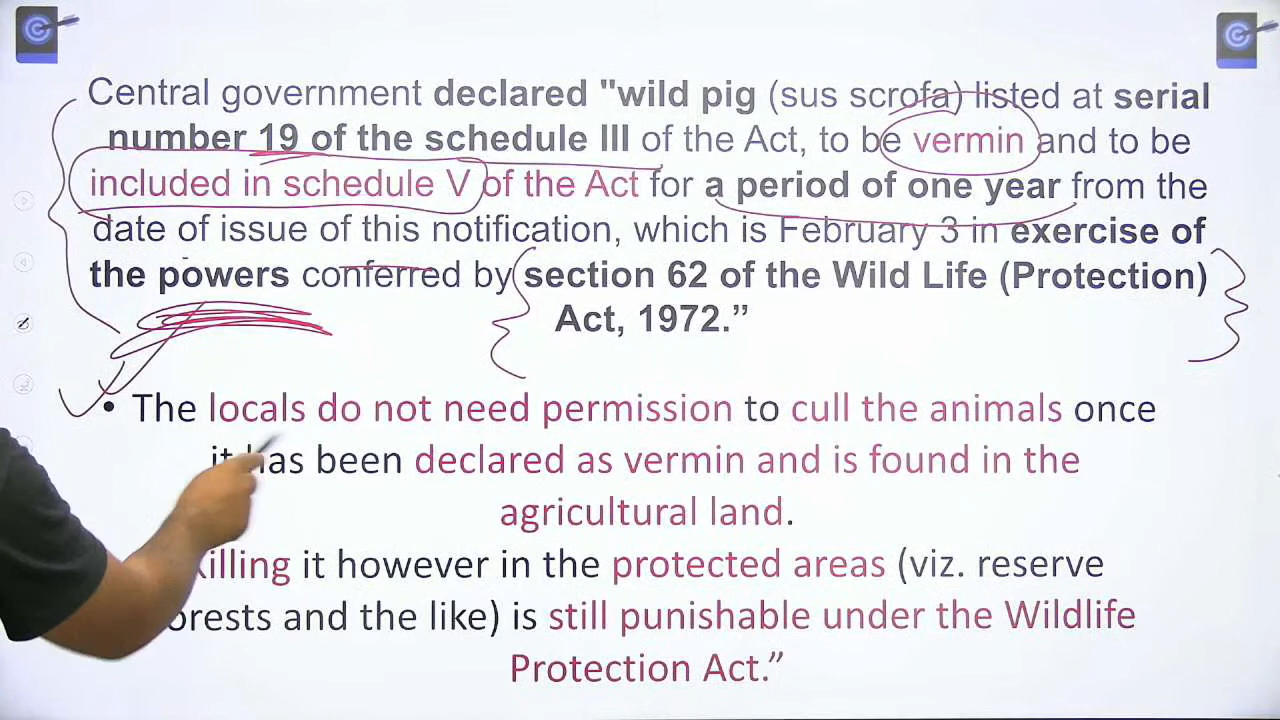 Central government declared "wild pig (sus scrofa) listed at serial
number 19 of the schedule III of the Act, to be vermin and to be
included in schedule V of the Act for a period of one year from the
date of issue of this notification, which is February 3 in exercise of
the powers conferred by section 62 of the Wild Life (Protection)
Act, 1972.”
• The locals do not need permission to cull the animals once
it has been declared as vermin and is found in the
agricultural land.
killing it however in the protected areas (viz. reserve
forests and the like) is still punishable under the Wildlife
Protection Act.”